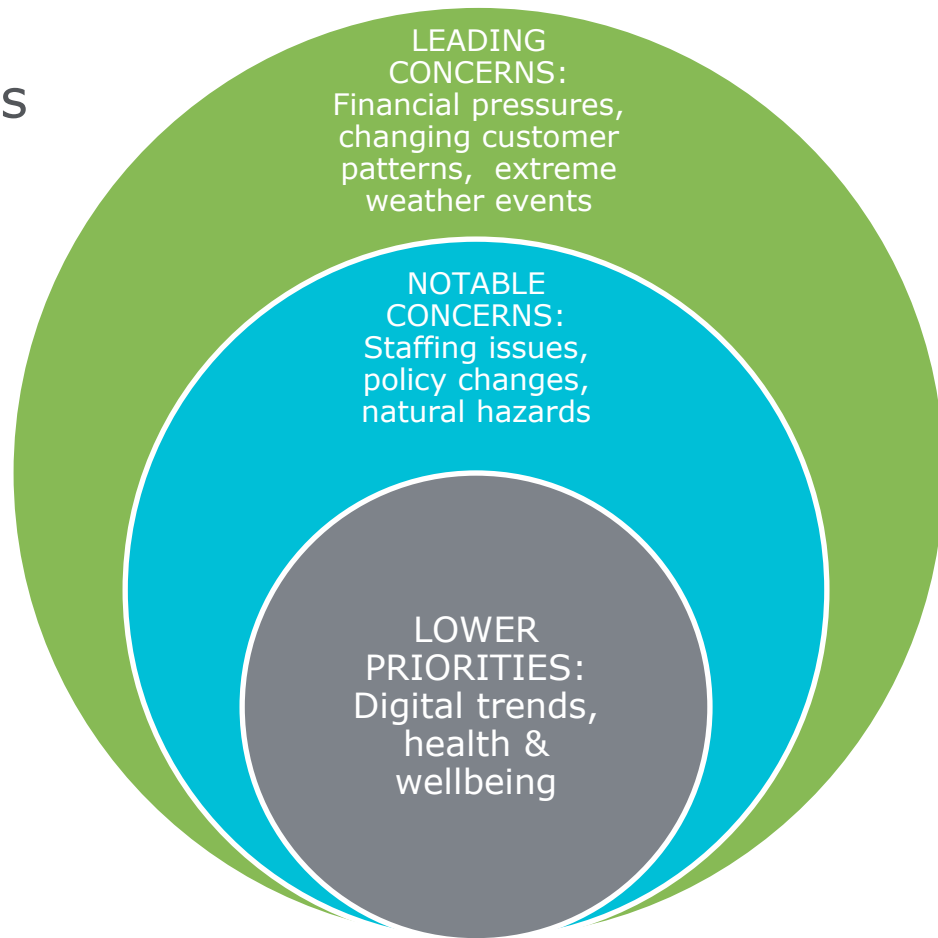 s
LEADING
CONCERNS:
Financial pressures,
changing customer
patterns, extreme
weather events
NOTABLE
CONCERNS:
Staffing issues,
policy changes,
natural hazards
LOWER
PRIORITIES:
Digital trends,
health &
wellbeing